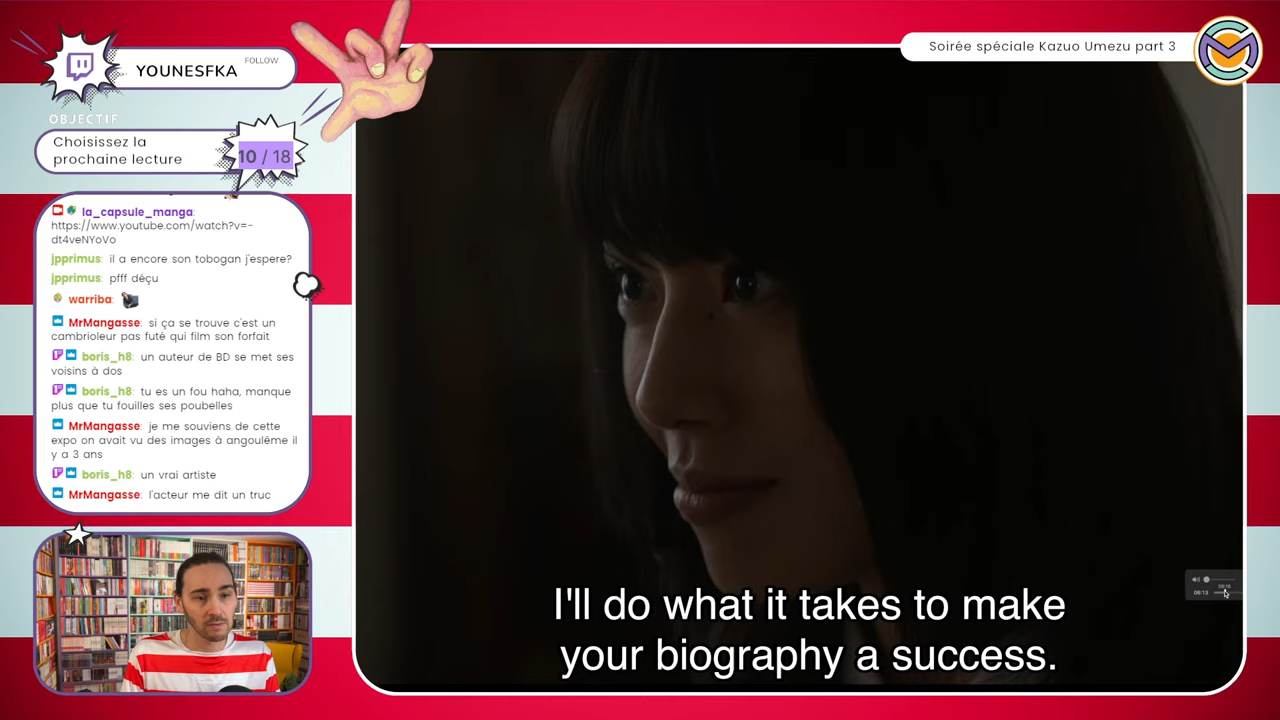 YOUNESFKA
FOLLOW
OBJECTIF
Choisissez la
prochaine lecture
10 / 18
la_capsule_manga:
https://www.youtube.com/watch?v=-
dt4veNYoVo
jpprimus: il a encore son tobogan j'espere?
jpprimus: pfff déçu
warriba:
MrMangasse: si ça se trouve c'est un
cambrioleur pas futé qui film son forfait
boris_h8: un auteur de BD se met ses
voisins à dos
boris_h8: tu es un fou haha, manque
plus que tu fouilles ses poubelles
MrMangasse: je me souviens de cette
expo on avait vu des images à angoulême il
y a 3 ans
boris_h8: un vrai artiste
MrMangasse: l'acteur me dit un truc
Soirée spéciale Kazuo Umezu part 3
06:13
I'll do what it takes to make
your biography a success.